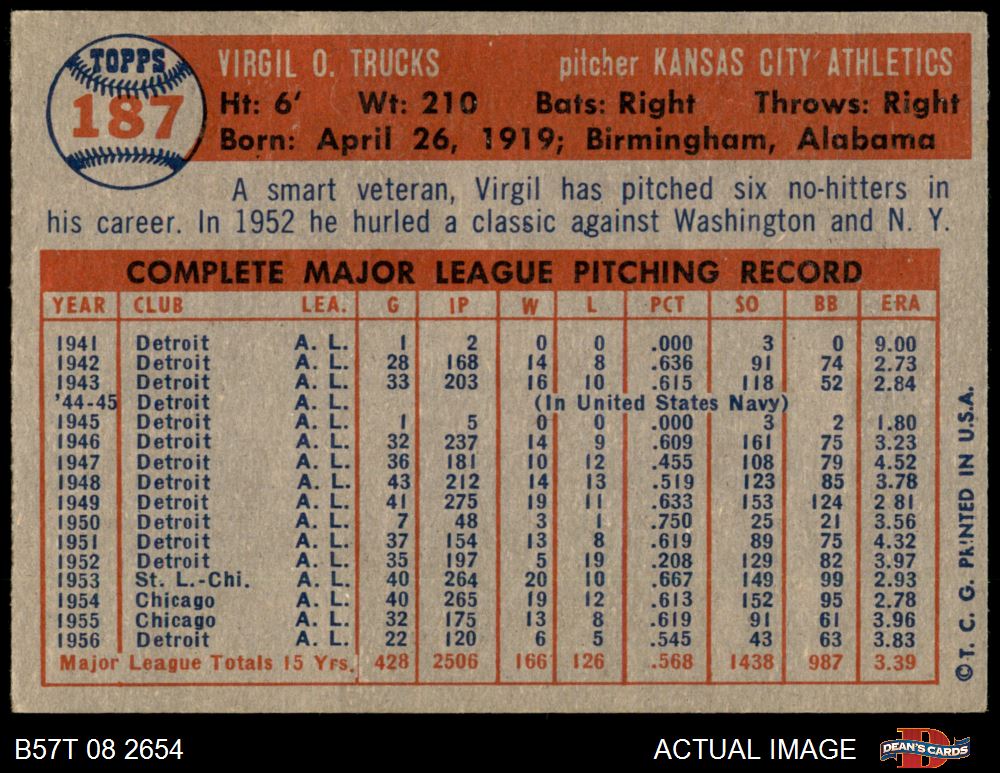 TOPPS
187
VIRGIL O. TRUCKS pitcher KANSAS CITY ATHLETICS
Ht: 6' Wt: 210 Bats: Right Throws: Right
Born: April 26, 1919; Birmingham, Alabama
A smart veteran, Virgil has pitched six no-hitters in
his career. In 1952 he hurled a classic against Washington and N. Y.
COMPLETE MAJOR LEAGUE PITCHING RECORD
YEAR CLUB LEA. G IP W L PCT SO BB ERA
1941 Detroit A. L. 1 2 0 0 .000 3 0 9.00
1942 Detroit A. L. 28 168 14 8 .636 91 74 2.73
1943 Detroit A. L. 33 203 16 10 .615 118 52 2.84
'44-45 Detroit A. L. (In United States Navy)
1945 Detroit A. L. 1 5 0 0 .000 3 2 1.80
1946 Detroit A. L. 32 237 14 9 .609 161 75 3.23
1947 Detroit A. L. 36 181 10 12 .455 108 79 4.52
1948 Detroit A. L. 43 212 14 13 .519 123 85 3.78
1949 Detroit A. L. 41 275 19 11 .633 153 124 2.81
1950 Detroit A. L. 7 48 3 1 .750 25 21 3.56
1951 Detroit A. L. 37 154 13 8 .619 89 75 4.32
1952 Detroit A. L. 35 197 5 19 .208 129 82 3.97
1953 St. L.-Chi. A. L. 40 264 20 10 .667 149 99 2.93
1954 Chicago A. L. 40 265 19 12 .613 152 95 2.78
1955 Chicago A. L. 32 175 13 8 .619 91 61 3.96
1956 Detroit A. L. 22 120 6 5 .545 43 63 3.83
Major League Totals 15 Yrs. 428 2506 166 126 .568 1438 987 3.39
© T. C. G. PRINTED IN U.S.A.
B57T 08 2654 ACTUAL IMAGE DEAN'S CARDS